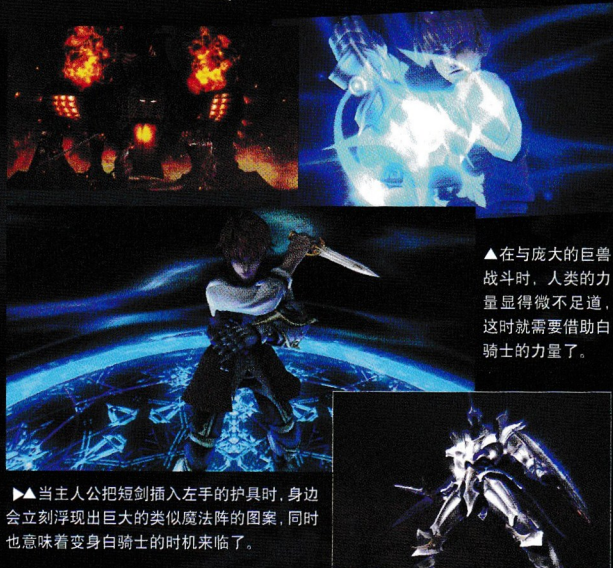 ▲在与庞大的巨兽
战斗时，人类的力
量显得微不足道，
这时就需要借助白
骑士的力量了。
▶▲当主人公把短剑插入左手的护具时，身边
会立刻浮现出巨大的类似魔法阵的图案，同时
也意味着变身白骑士的时机来临了。